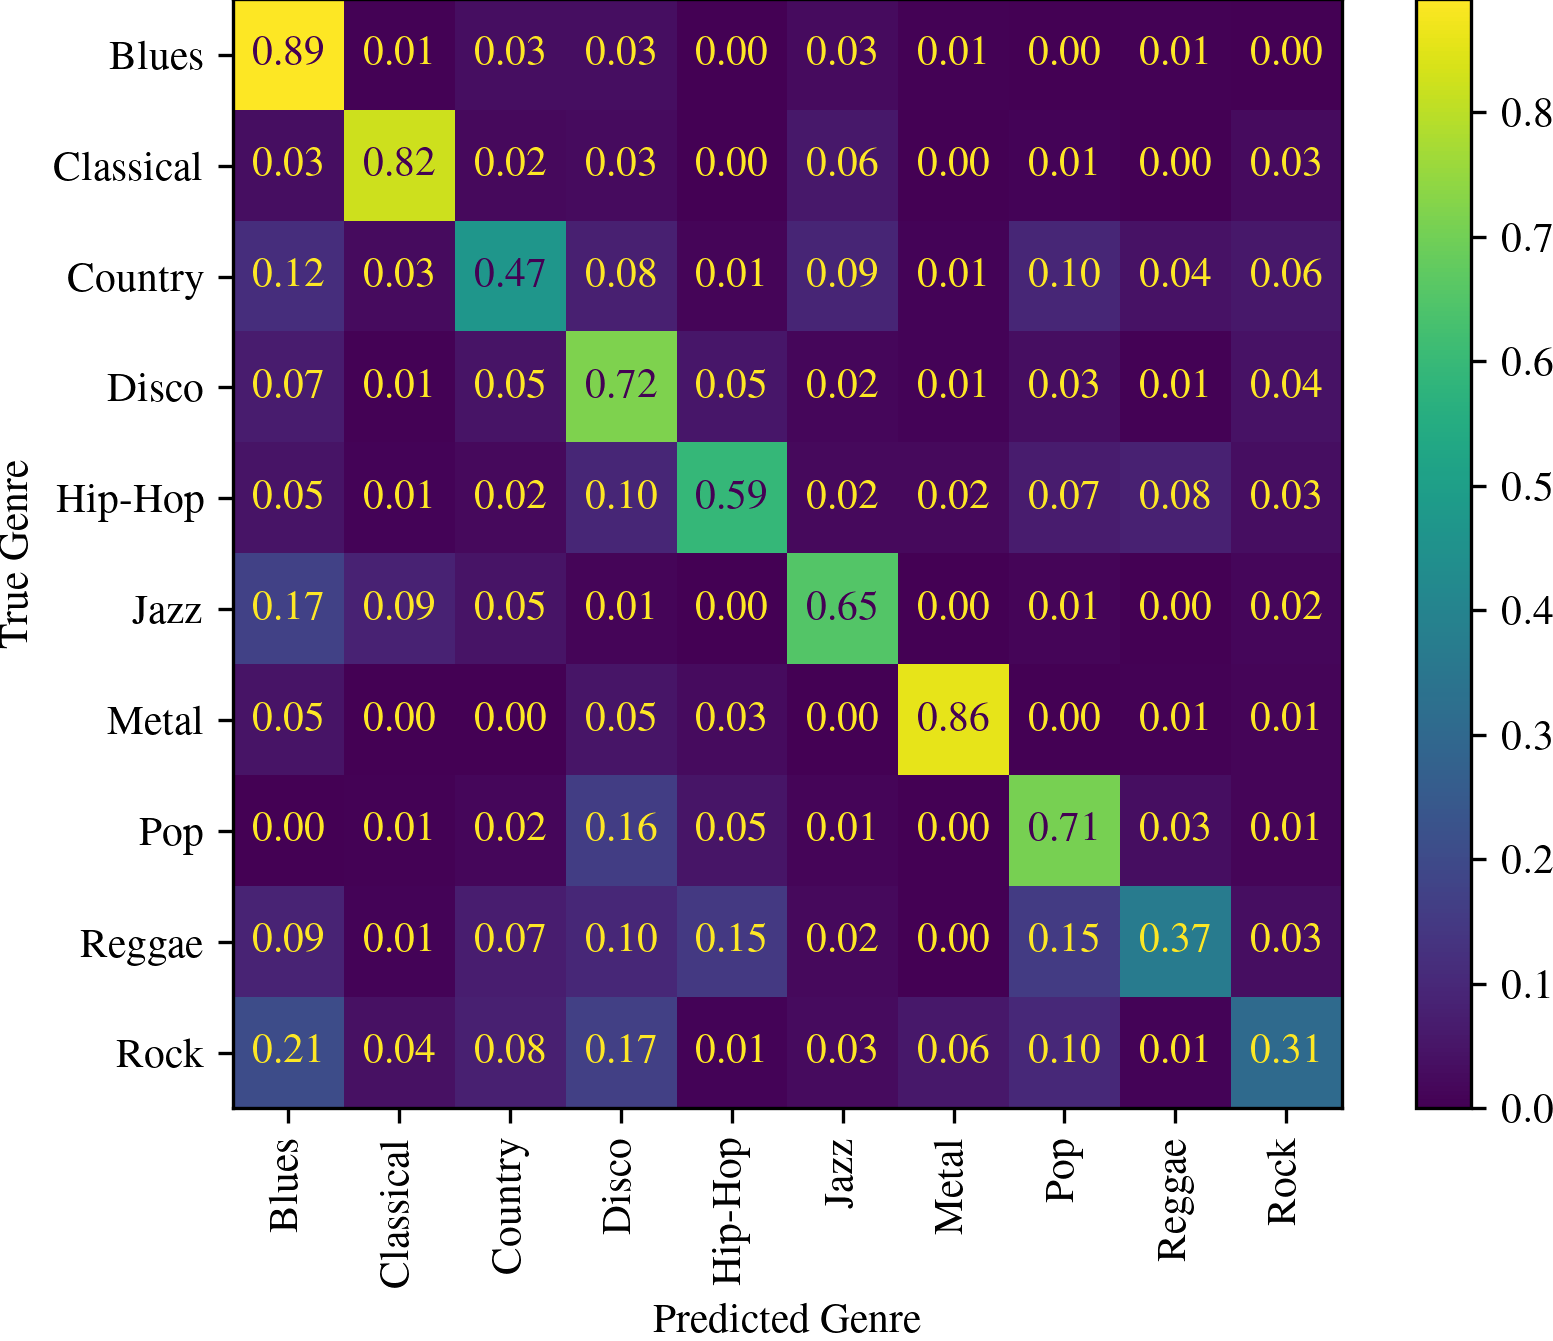 True Genre
Blues 0.89 0.01 0.03 0.03 0.00 0.03 0.01 0.00 0.01 0.00
Classical 0.03 0.82 0.02 0.03 0.00 0.06 0.00 0.01 0.00 0.03
Country 0.12 0.03 0.47 0.08 0.01 0.09 0.01 0.10 0.04 0.06
Disco 0.07 0.01 0.05 0.72 0.05 0.02 0.01 0.03 0.01 0.04
Hip-Hop 0.05 0.01 0.02 0.10 0.59 0.02 0.02 0.07 0.08 0.03
Jazz 0.17 0.09 0.05 0.01 0.00 0.65 0.00 0.01 0.00 0.02
Metal 0.05 0.00 0.00 0.05 0.03 0.00 0.86 0.00 0.01 0.01
Pop 0.00 0.01 0.02 0.16 0.05 0.01 0.00 0.71 0.03 0.01
Reggae 0.09 0.01 0.07 0.10 0.15 0.02 0.00 0.15 0.37 0.03
Rock 0.21 0.04 0.08 0.17 0.01 0.03 0.06 0.10 0.01 0.31
Blues Classical Country Disco Hip-Hop Jazz Metal Pop Reggae Rock
Predicted Genre
0.8
0.7
0.6
0.5
0.4
0.3
0.2
0.1
0.0